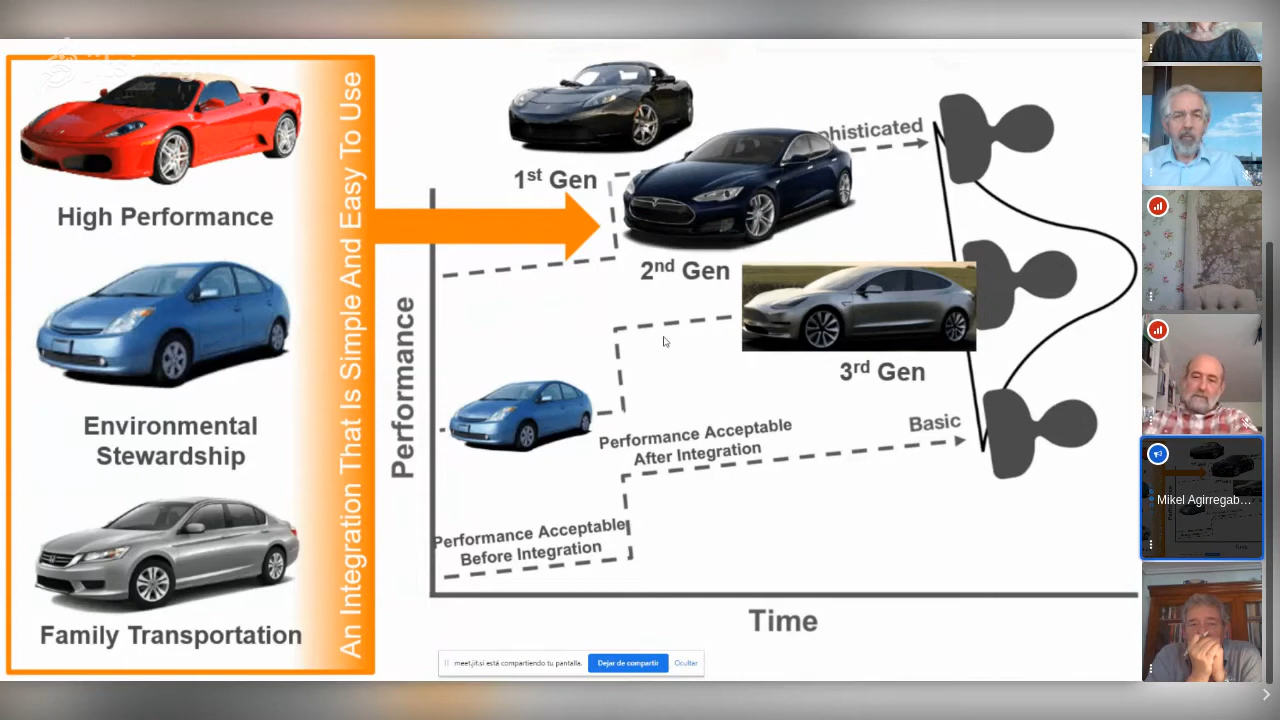 High Performance
Environmental
Stewardship
Family Transportation
An Integration That Is Simple And Easy To Use
Performance
1st Gen
phisticated
2nd Gen
3rd Gen
Performance Acceptable
After Integration
Basic
Performance Acceptable
Before Integration
Time
meet.jit.si está compartiendo tu pantalla.
Dejar de compartir
Ocultar
Mikel Agirregab...